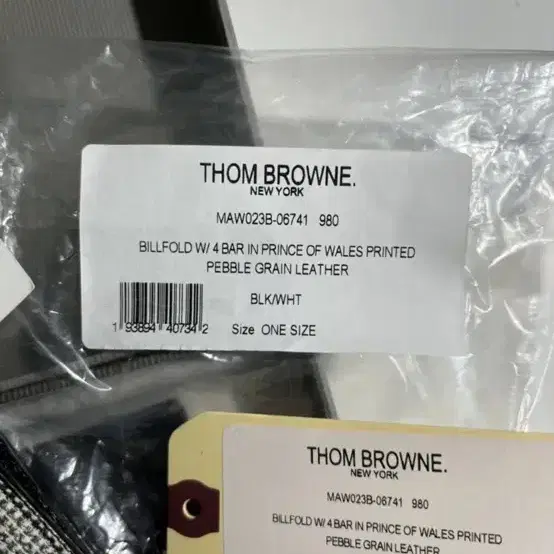 THOM BROWNE.
NEW YORK
MAW023B-06741 980
BILLFOLD W/ 4 BAR IN PRINCE OF WALES PRINTED
PEBBLE GRAIN LEATHER
BLK/WHT
1 93894 40734 2
Size ONE SIZE
THOM BROWNE.
NEW YORK
MAW023B-06741 980
BILLFOLD W/ 4 BAR IN PRINCE OF WALES PRINTED
PEBBLE GRAIN LEATHER